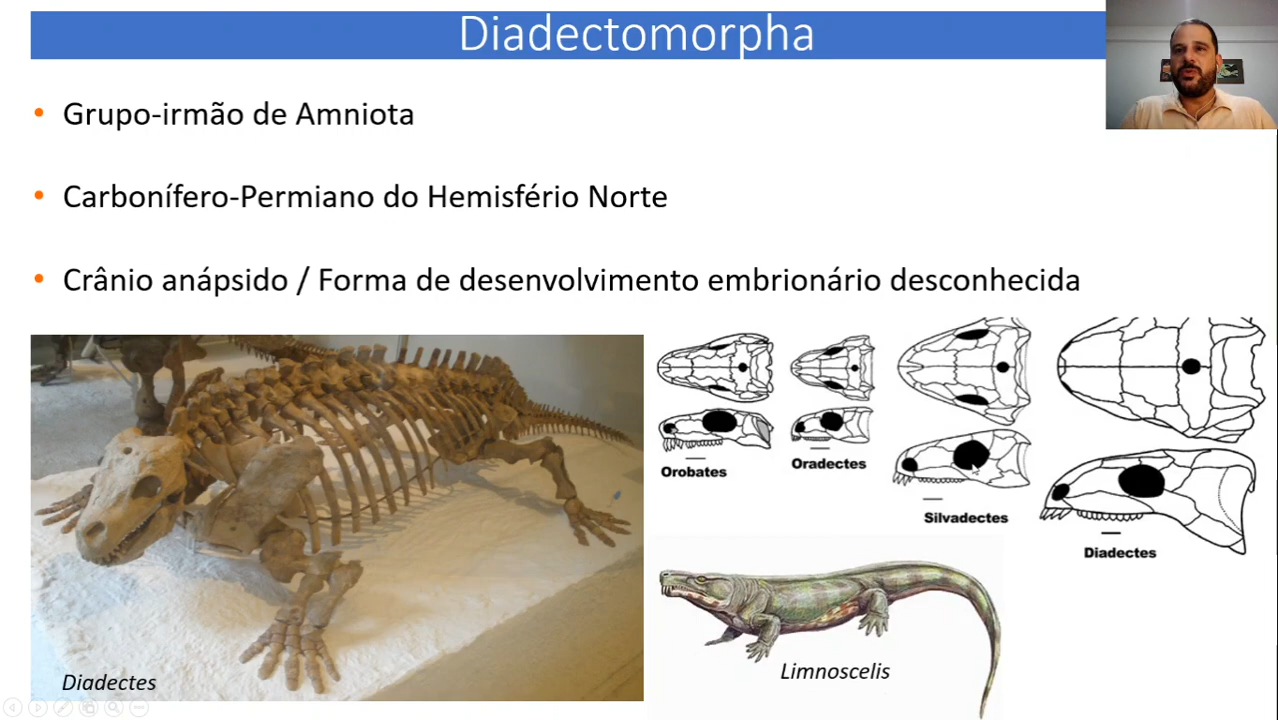 Diadectomorpha
• Grupo-irmão de Amniota
• Carbonífero-Permiano do Hemisfério Norte
• Crânio anápsido / Forma de desenvolvimento embrionário desconhecida
Orobates
Oradectes
Silvadectes
Diadectes
Limnoscelis
Diadectes